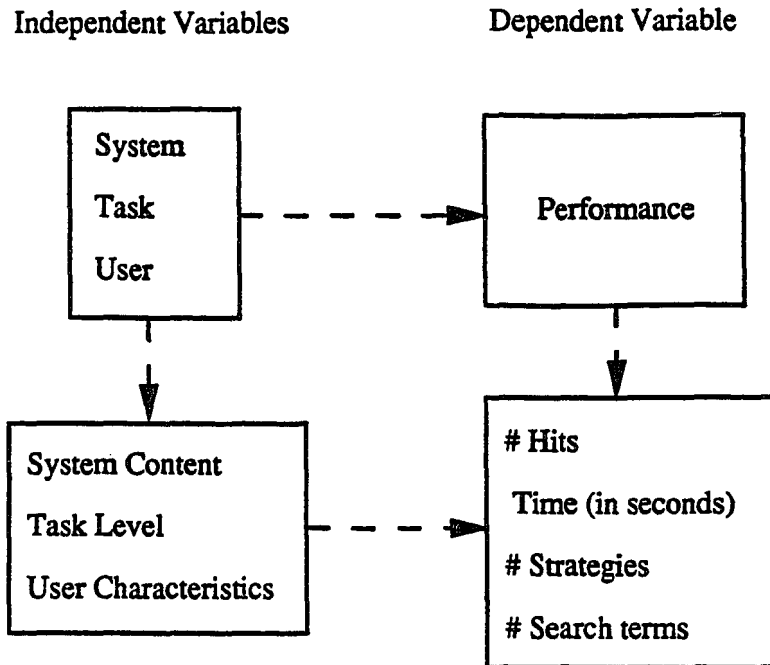 Independent Variables
Dependent Variable
System
Task
User
Performance
System Content
Task Level
User Characteristics
# Hits
Time (in seconds)
# Strategies
# Search terms